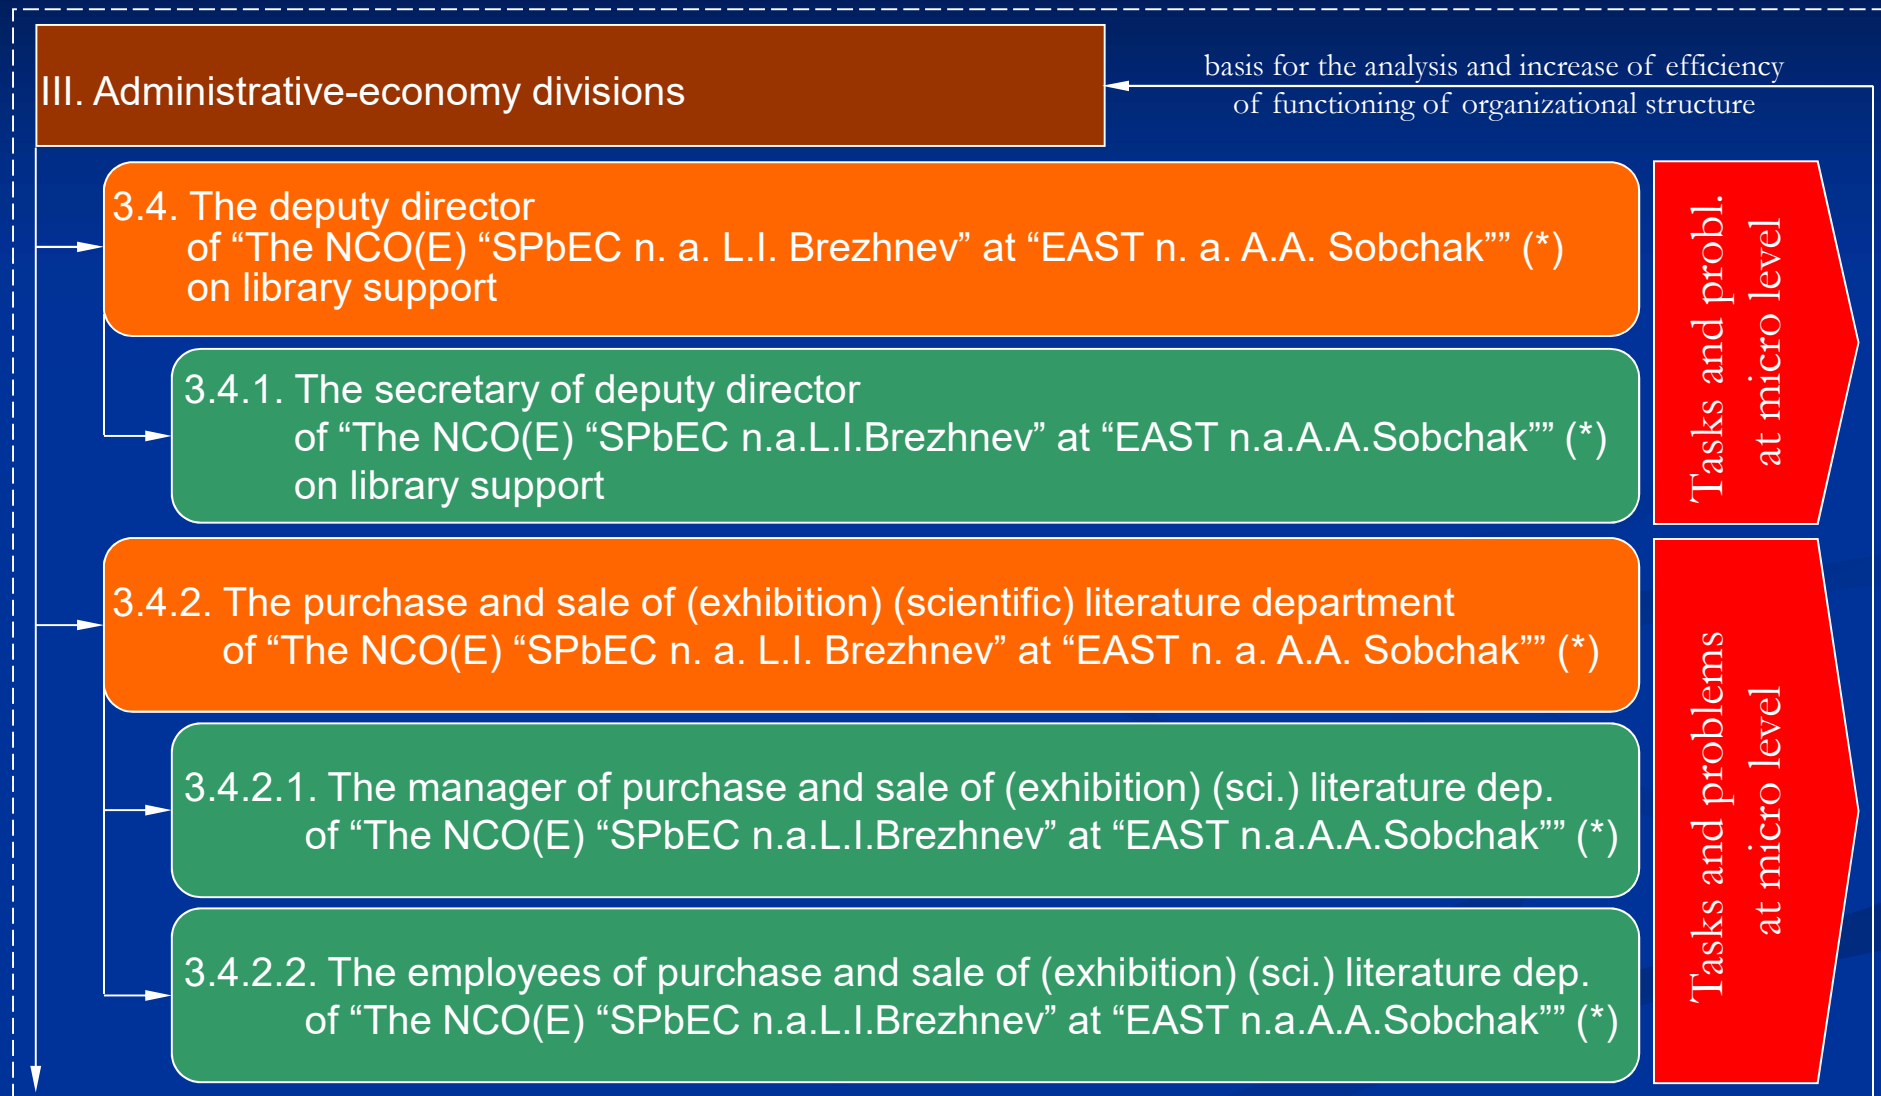 III. Administrative-economy divisions
basis for the analysis and increase of efficiency
of functioning of organizational structure
3.4. The deputy director
of “The NCO(E) “SPbEC n. a. L.I. Brezhnev” at “EAST n. a. A.A. Sobchak”” (*)
on library support
3.4.1. The secretary of deputy director
of “The NCO(E) “SPbEC n.a.L.I.Brezhnev” at “EAST n.a.A.A.Sobchak”” (*)
on library support
Tasks and probl.
at micro level
3.4.2. The purchase and sale of (exhibition) (scientific) literature department
of “The NCO(E) “SPbEC n. a. L.I. Brezhnev” at “EAST n. a. A.A. Sobchak”” (*)
3.4.2.1. The manager of purchase and sale of (exhibition) (sci.) literature dep.
of “The NCO(E) “SPbEC n.a.L.I.Brezhnev” at “EAST n.a.A.A.Sobchak”” (*)
3.4.2.2. The employees of purchase and sale of (exhibition) (sci.) literature dep.
of “The NCO(E) “SPbEC n.a.L.I.Brezhnev” at “EAST n.a.A.A.Sobchak”” (*)
Tasks and problems
at micro level